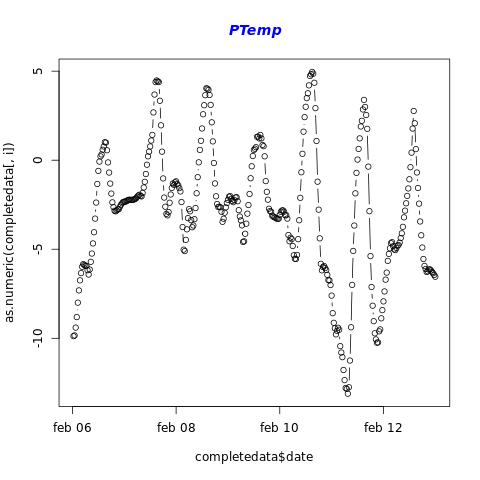 PTemp
as.numeric(completedata[, i])
5
0
-5
-10
feb 06 feb 08 feb 10 feb 12
completedata$date